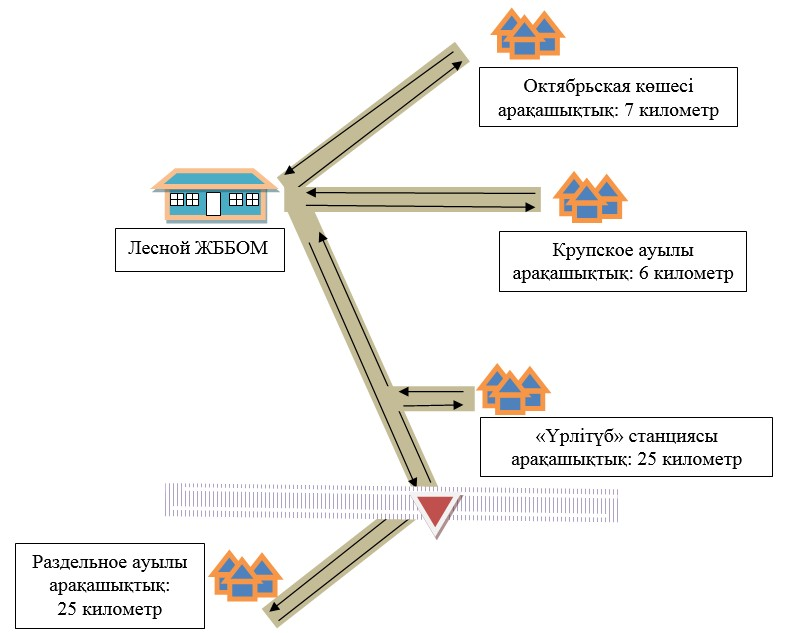 Октябрьская көшесі
арақашықтық: 7 километр
Лесной ЖББОМ
Крупское ауылы
арақашықтық: 6 километр
«Үрлітүб» станциясы
арақашықтық: 25 километр
Раздельное ауылы
арақашықтық:
25 километр